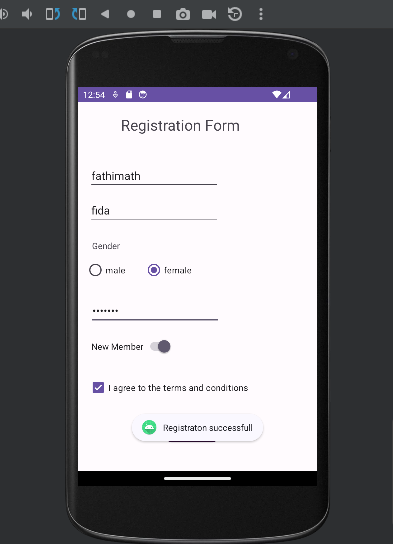 12:54
Registration Form
fathimath
fida
Gender
male female
•••••••
New Member
I agree to the terms and conditions
Registraton successfull